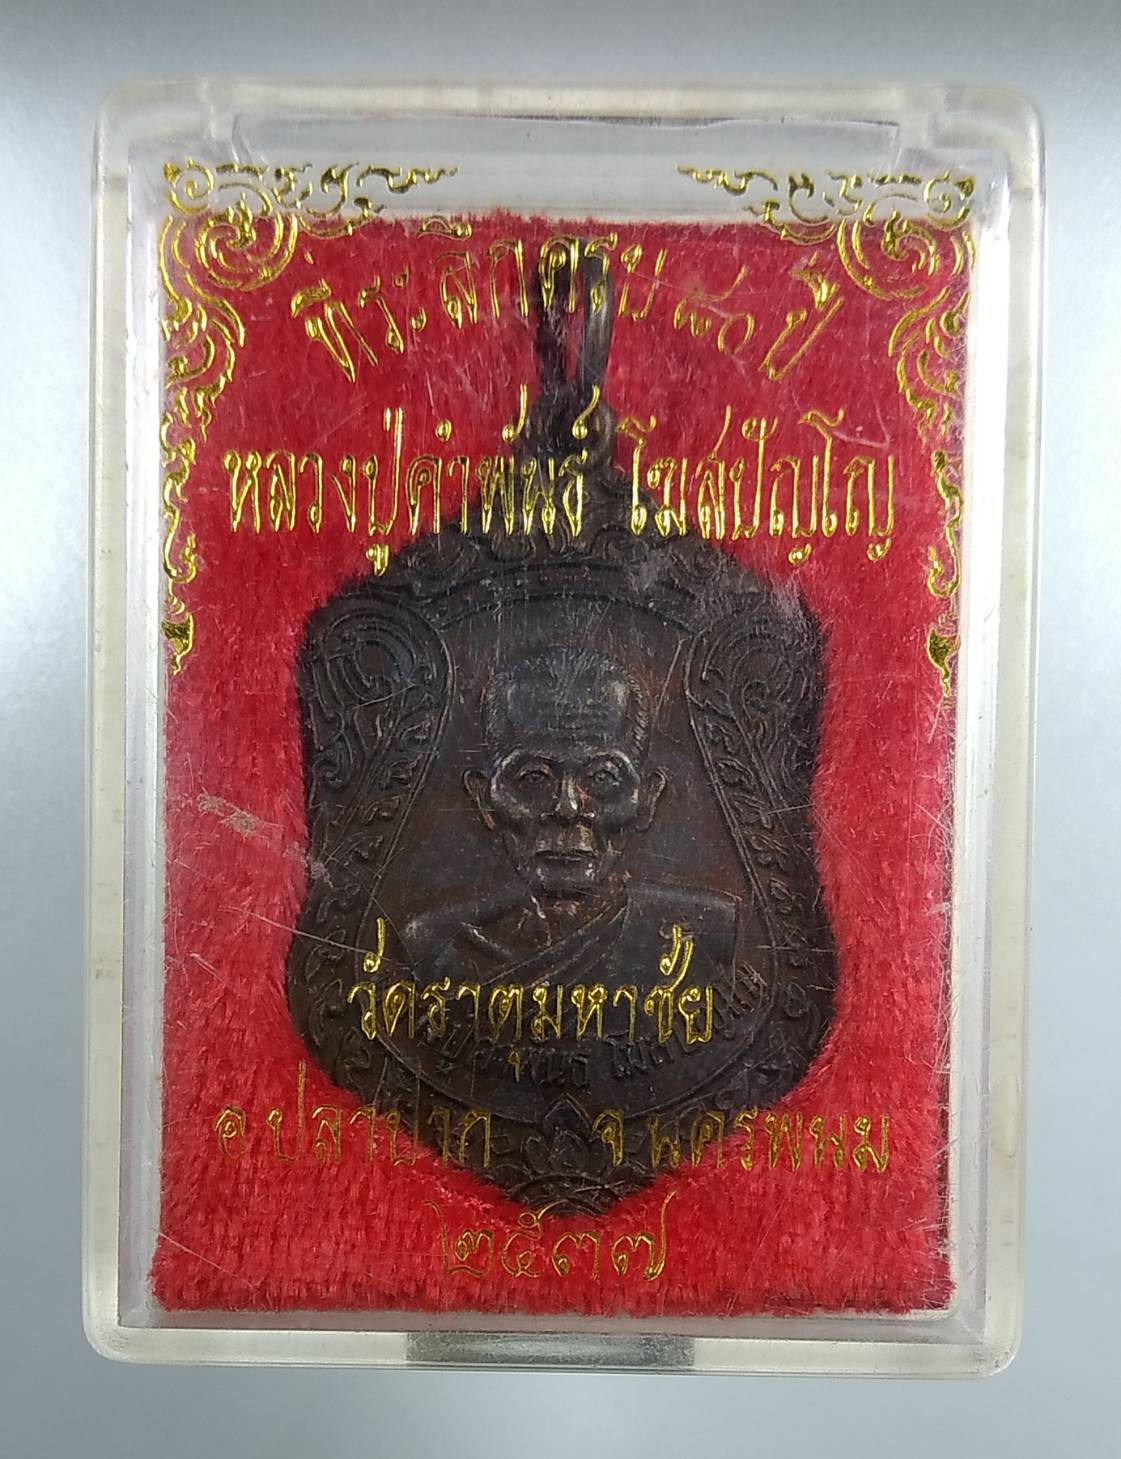 ที่ระลึกครบ ๘๐ ปี
หลวงปู่คำพันธ์ โฆสปัญโญ
วัดธาตุมหาชัย
อ.ปลาปาก จ.นครพนม
๒๕๓๗